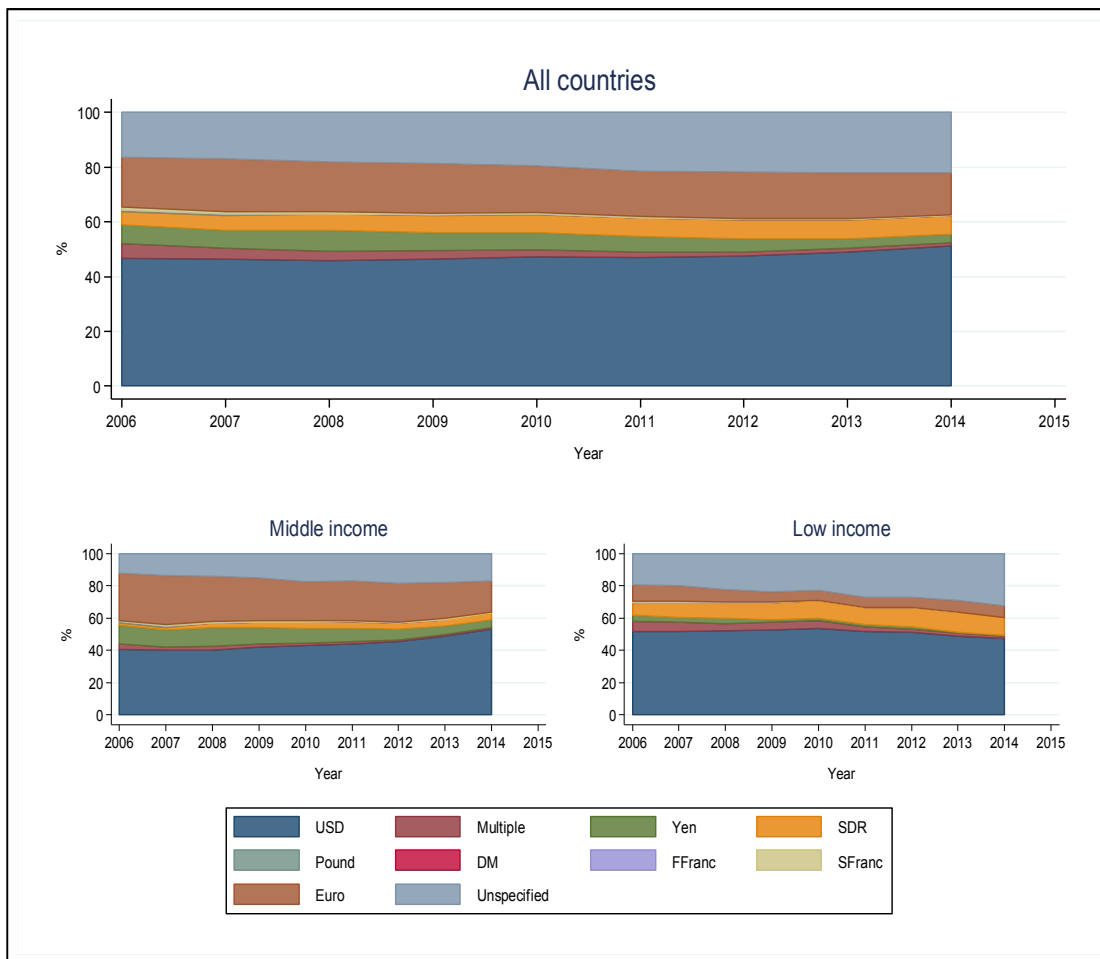 All countries
100
80
60
40
20
0
%
2006 2007 2008 2009 2010 2011 2012 2013 2014 2015
Year
Middle income
100
80
60
40
20
0
%
2006 2007 2008 2009 2010 2011 2012 2013 2014 2015
Year
Low income
100
80
60
40
20
0
%
2006 2007 2008 2009 2010 2011 2012 2013 2014 2015
Year
USD Multiple Yen SDR
Pound DM FFranc SFranc
Euro Unspecified